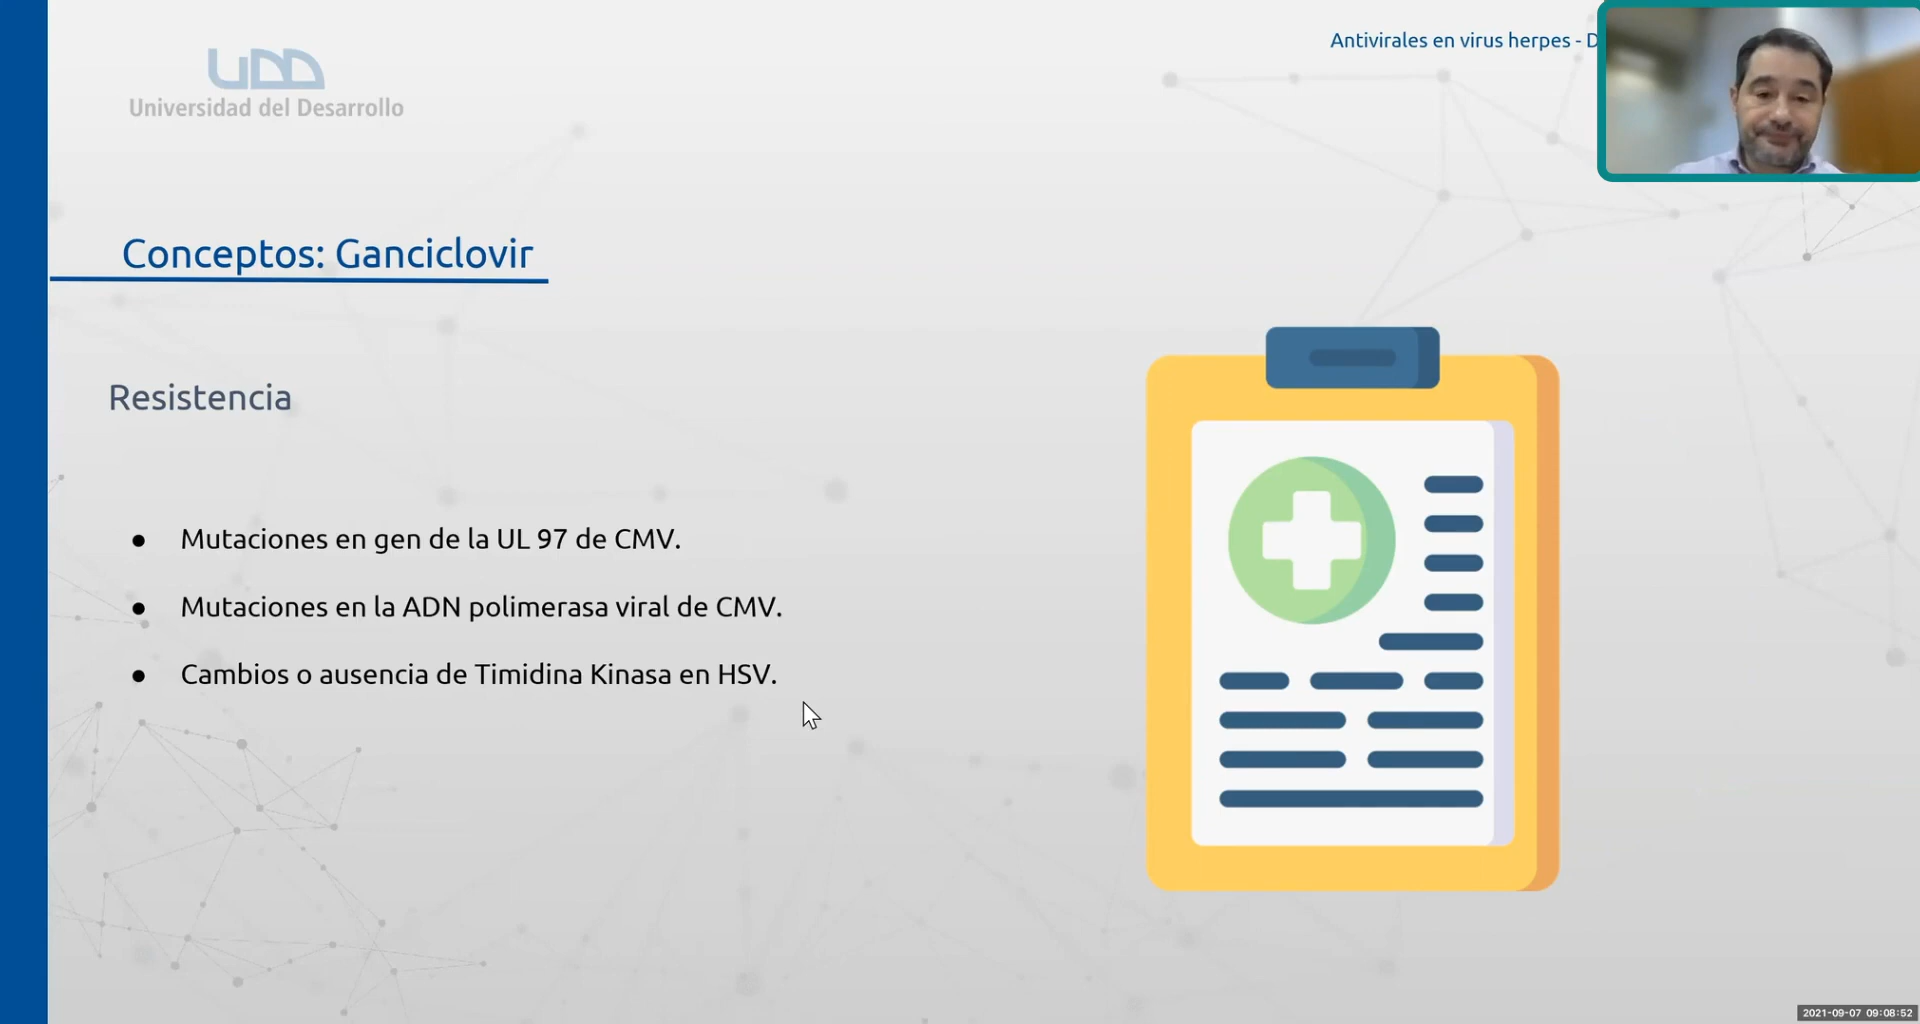 UDD
Universidad del Desarrollo
Antivirales en virus herpes - D
Conceptos: Ganciclovir
Resistencia
● Mutaciones en gen de la UL 97 de CMV.
● Mutaciones en la ADN polimerasa viral de CMV.
● Cambios o ausencia de Timidina Kinasa en HSV.
2021-09-07 09:08:52